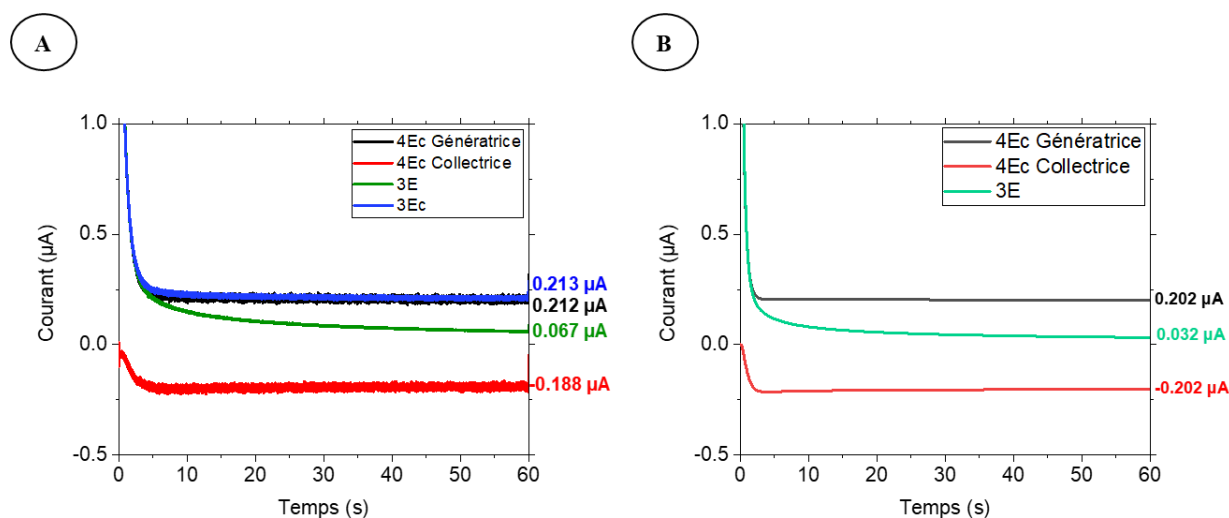 A
B
1.0
0.5
0.0
-0.5
Courant (µA)
4Ec Génératrice
4Ec Collectrice
3E
3Ec
0.213 µA
0.212 µA
0.067 µA
-0.188 µA
0 10 20 30 40 50 60
Temps (s)
1.0
0.5
0.0
-0.5
Courant (µA)
4Ec Génératrice
4Ec Collectrice
3E
0.202 µA
0.032 µA
-0.202 µA
0 10 20 30 40 50 60
Temps (s)